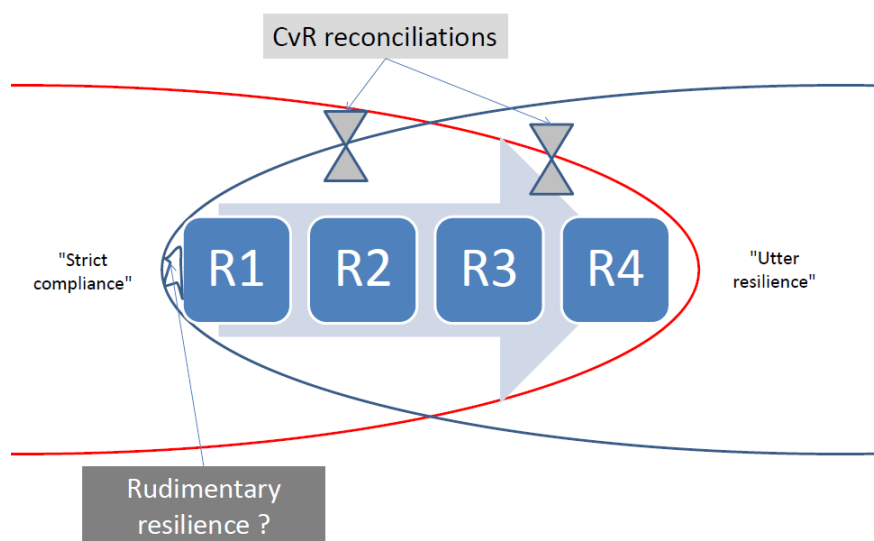 CvR reconciliations
"Strict
compliance"
R1
R2
R3
R4
"Utter
resilience"
Rudimentary
resilience ?